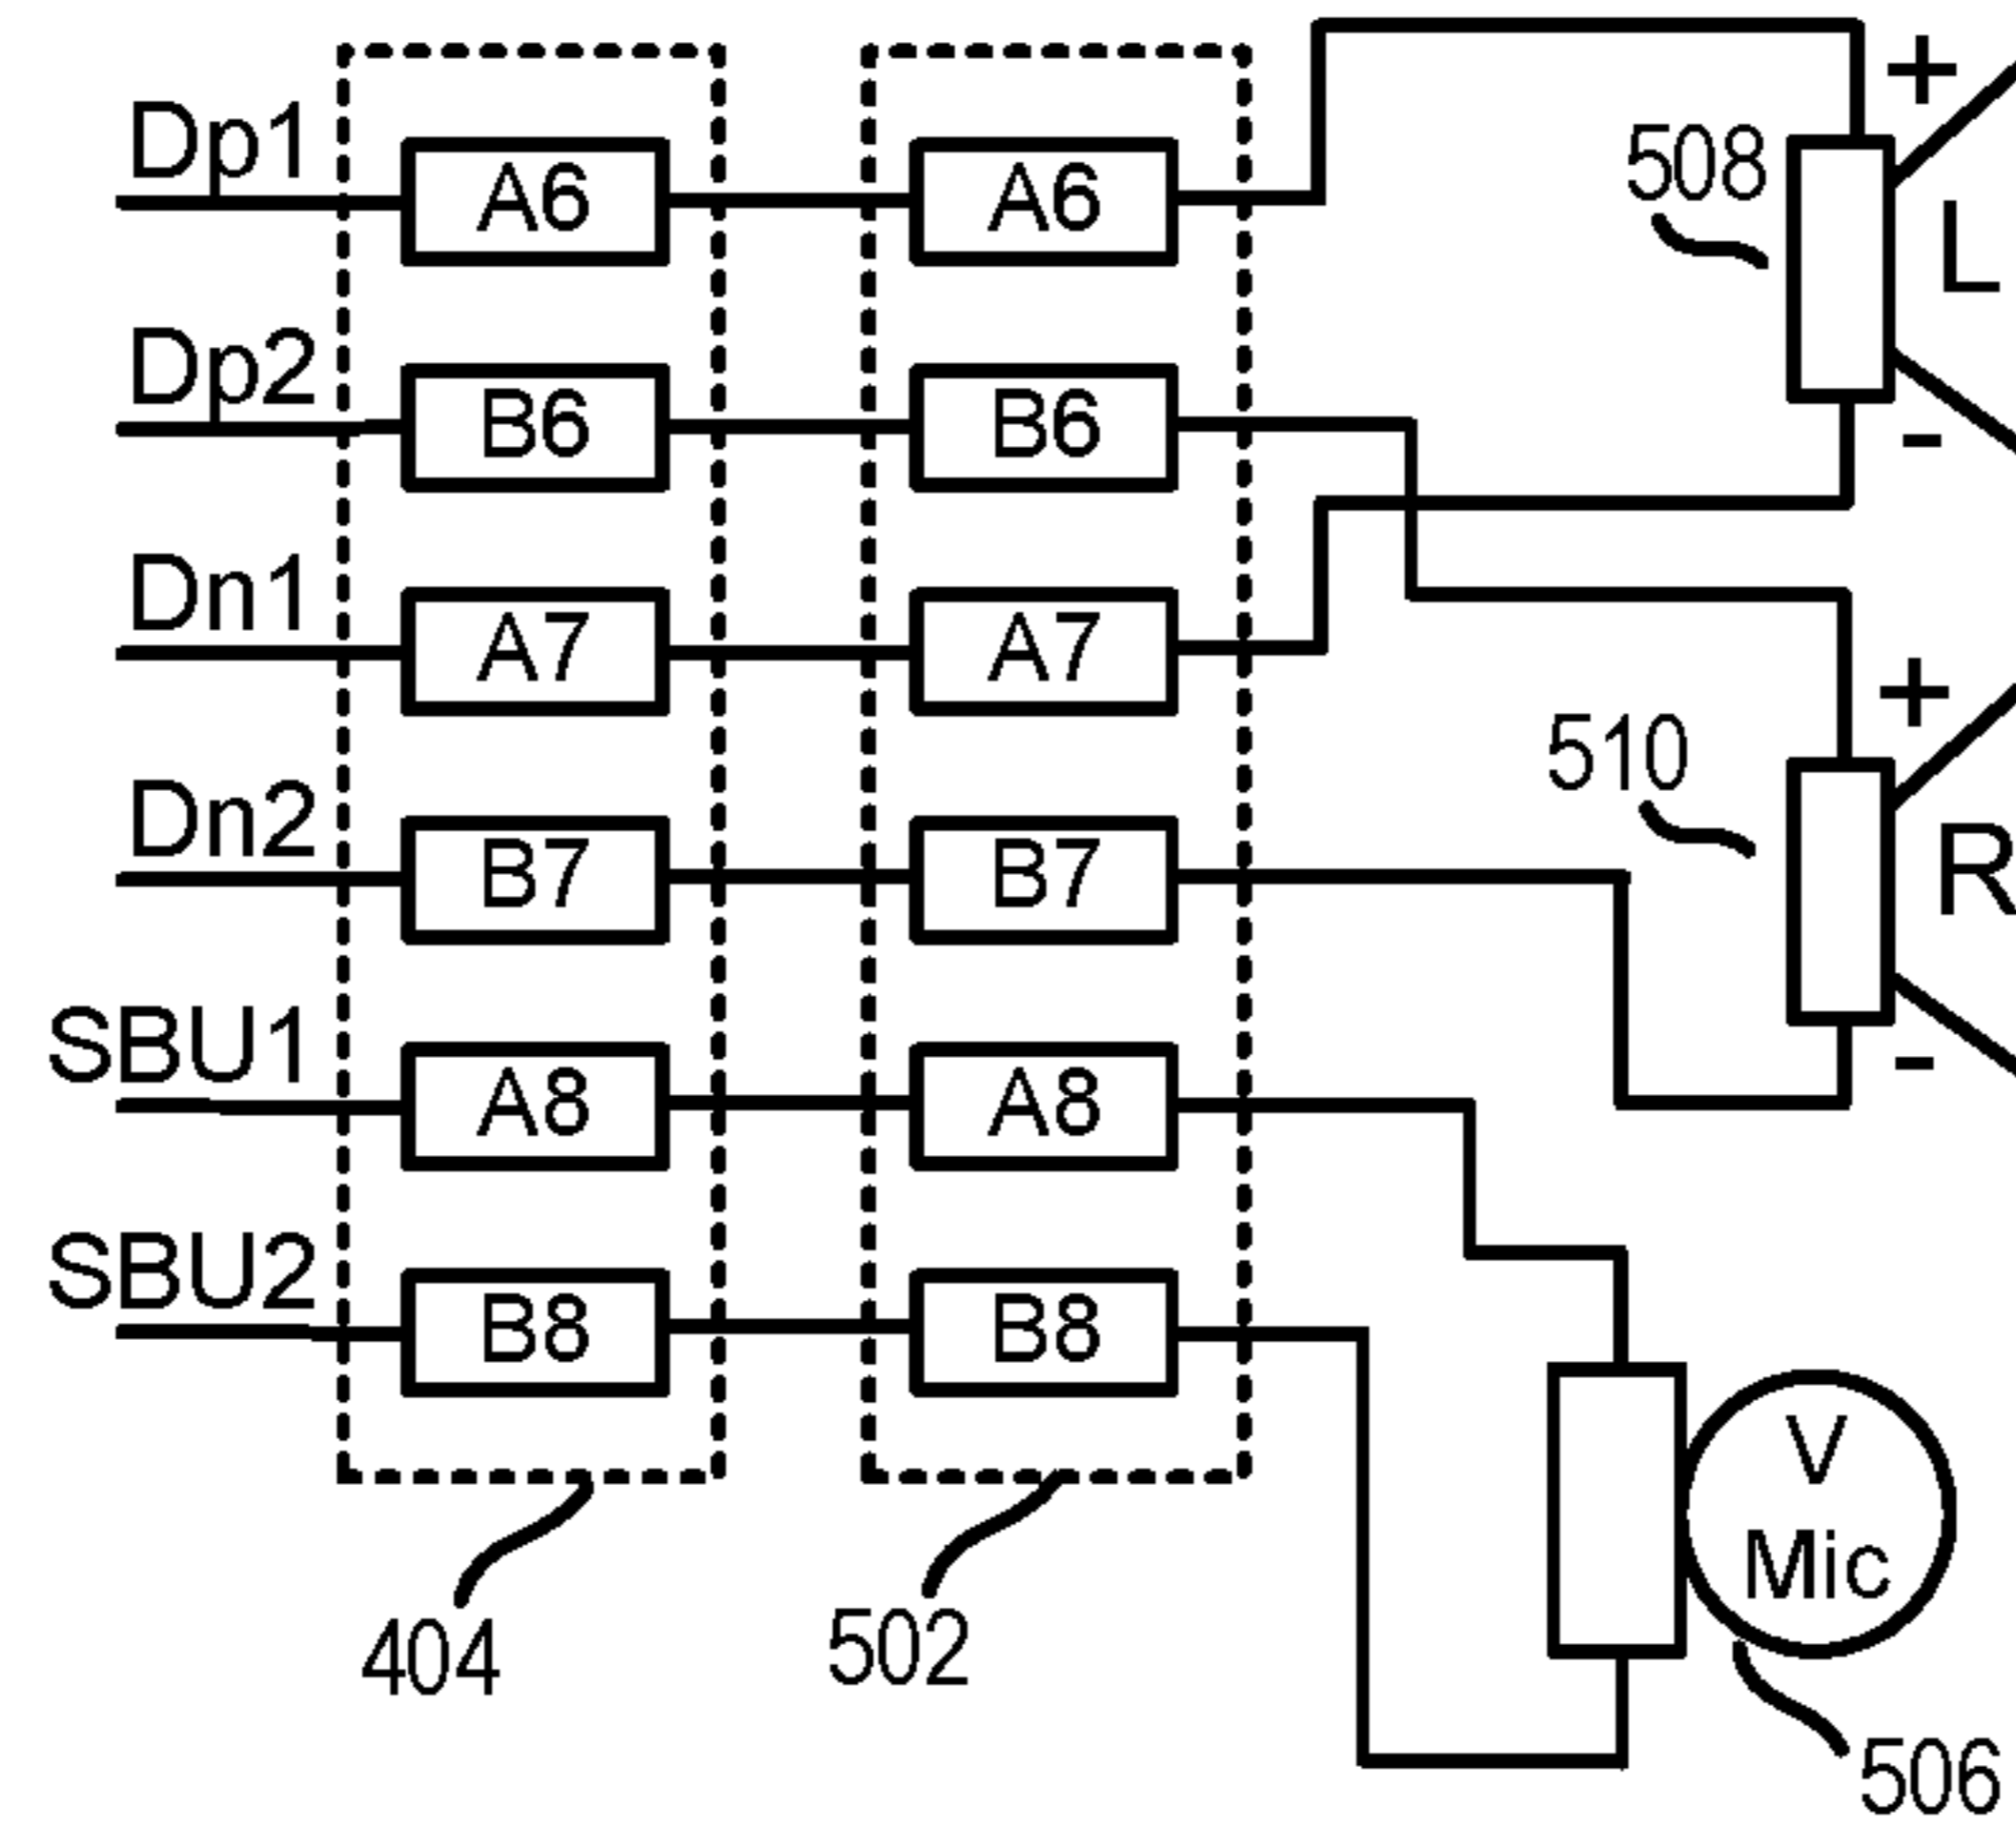 Dp1
A6
A6
+
508
L
Dp2
B6
B6
-
Dn1
A7
A7
+
510
R
Dn2
B7
B7
-
SBU1
A8
A8
SBU2
B8
B8
V
Mic
404
502
506